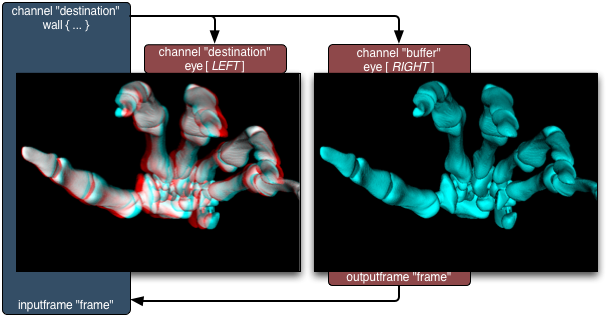 channel "destination"
wall { ... }
channel "destination"
eye [ LEFT ]
channel "buffer"
eye [ RIGHT ]
outputframe "frame"
inputframe "frame"